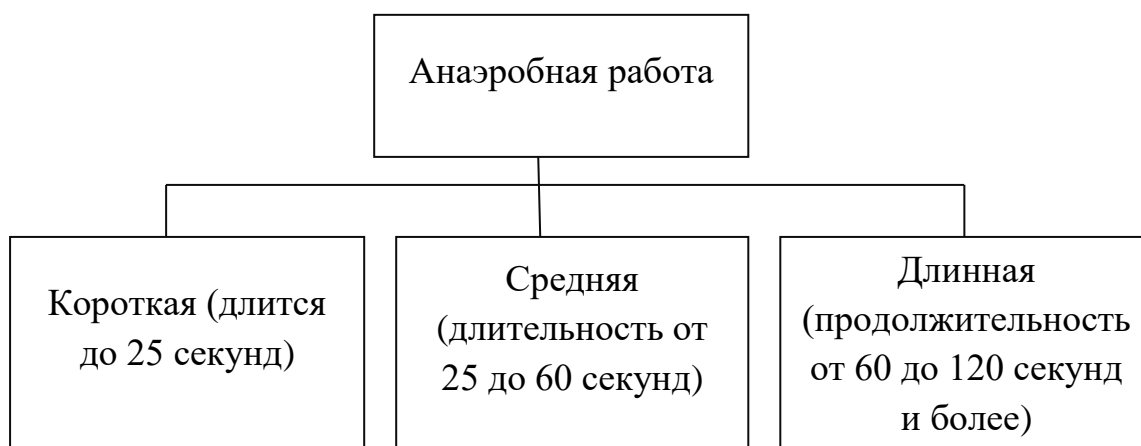 Анаэробная работа
Короткая (длится
до 25 секунд)
Средняя
(длительность от
25 до 60 секунд)
Длинная
(продолжительность
от 60 до 120 секунд
и более)